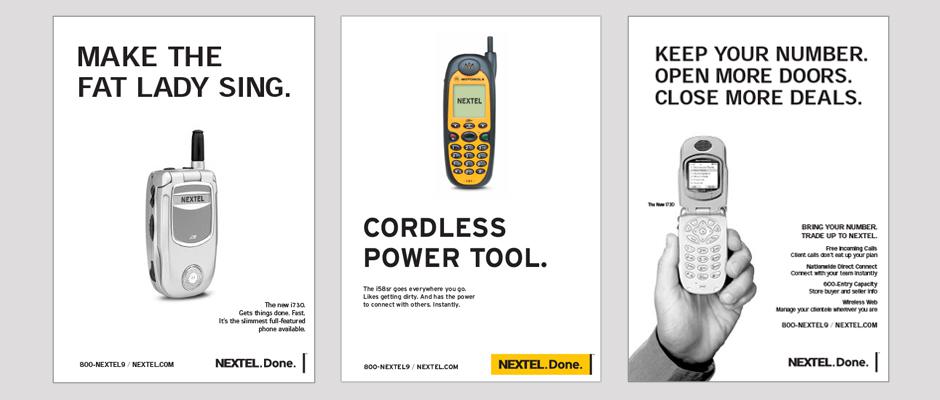 MAKE THE
FAT LADY SING.
NEXTEL
The new i730.
Gets things done. Fast.
It's the slimmest full-featured
phone available.
800-NEXTEL9 / NEXTEL.COM
NEXTEL.Done.
MOTOROLA
NEXTEL
CORDLESS
POWER TOOL.
The i58sr goes everywhere you go.
Likes getting dirty. And has the power
to connect with others. Instantly.
800-NEXTEL9 / NEXTEL.COM
NEXTEL.Done.
KEEP YOUR NUMBER.
OPEN MORE DOORS.
CLOSE MORE DEALS.
The New i730
BRING YOUR NUMBER.
TRADE UP TO NEXTEL.
Free Incoming Calls
Client calls don't eat up your plan
Nationwide Direct Connect
Connect with your team instantly
600-Entry Capacity
Store buyer and seller info
Wireless Web
Manage your clientele wherever you are
800-NEXTEL9 / NEXTEL.COM
NEXTEL.Done.